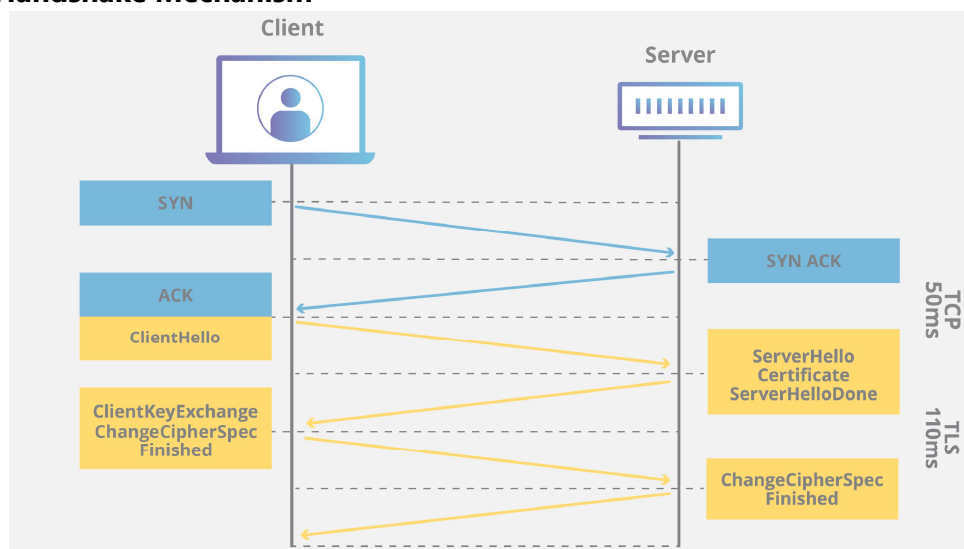 Handshake Mechanism
Client
Server
SYN
SYN ACK
ACK
ClientHello
TCP
50ms
ServerHello
Certificate
ServerHelloDone
ClientKeyExchange
ChangeCipherSpec
Finished
TLS
110ms
ChangeCipherSpec
Finished